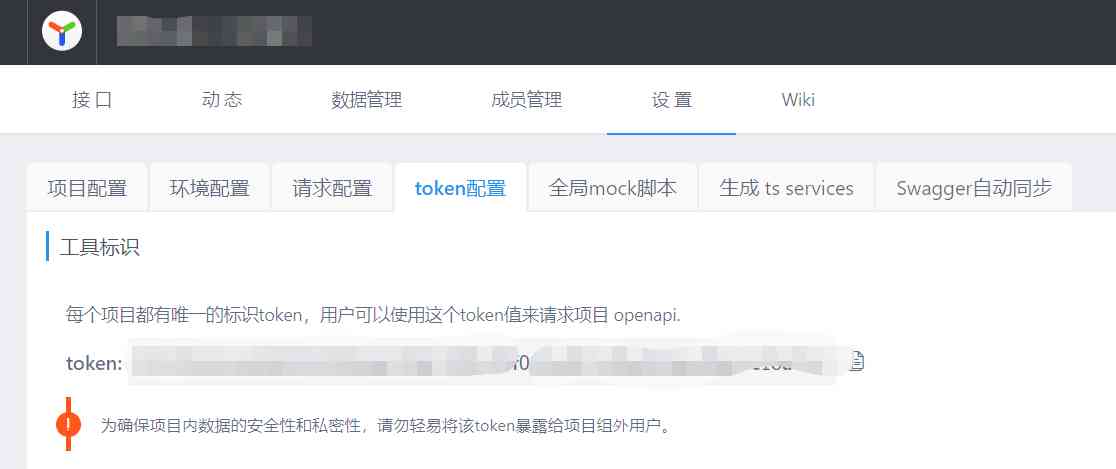 接 口 动 态 数据管理 成员管理 设 置 Wiki
项目配置 环境配置 请求配置 token配置 全局mock脚本 生成 ts services Swagger自动同步
工具标识
每个项目都有唯一的标识token，用户可以使用这个token值来请求项目 openapi.
token:
为确保项目内数据的安全性和私密性，请勿轻易将该token暴露给项目组外用户。